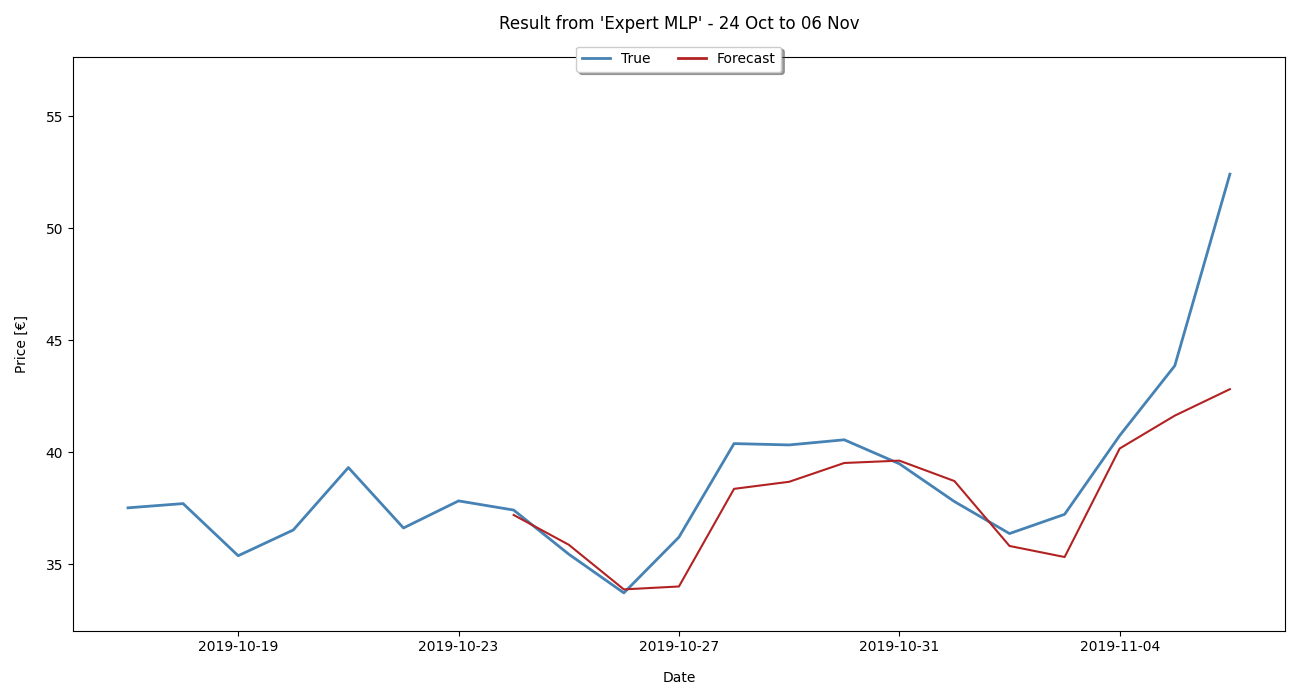 Result from 'Expert MLP' - 24 Oct to 06 Nov
True Forecast
55
50
45
40
35
Price [€]
2019-10-19 2019-10-23 2019-10-27 2019-10-31 2019-11-04
Date